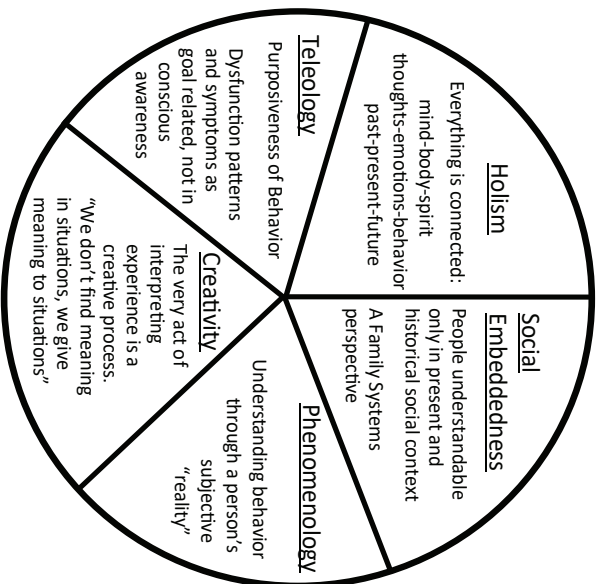 Holism
Everything is connected:
mind-body-spirit
thoughts-emotions-behavior
past-present-future
Social
Embeddedness
People understandable
only in present and
historical social context
A Family Systems
perspective
Teleology
Purposiveness of Behavior
Dysfunction patterns
and symptoms as
goal related, not in
conscious
awareness
Creativity
The very act of
interpreting
experience is a
creative process.
“We don’t find meaning
in situations, we give
meaning to situations”
Phenomenology
Understanding behavior
through a person’s
subjective
“reality”